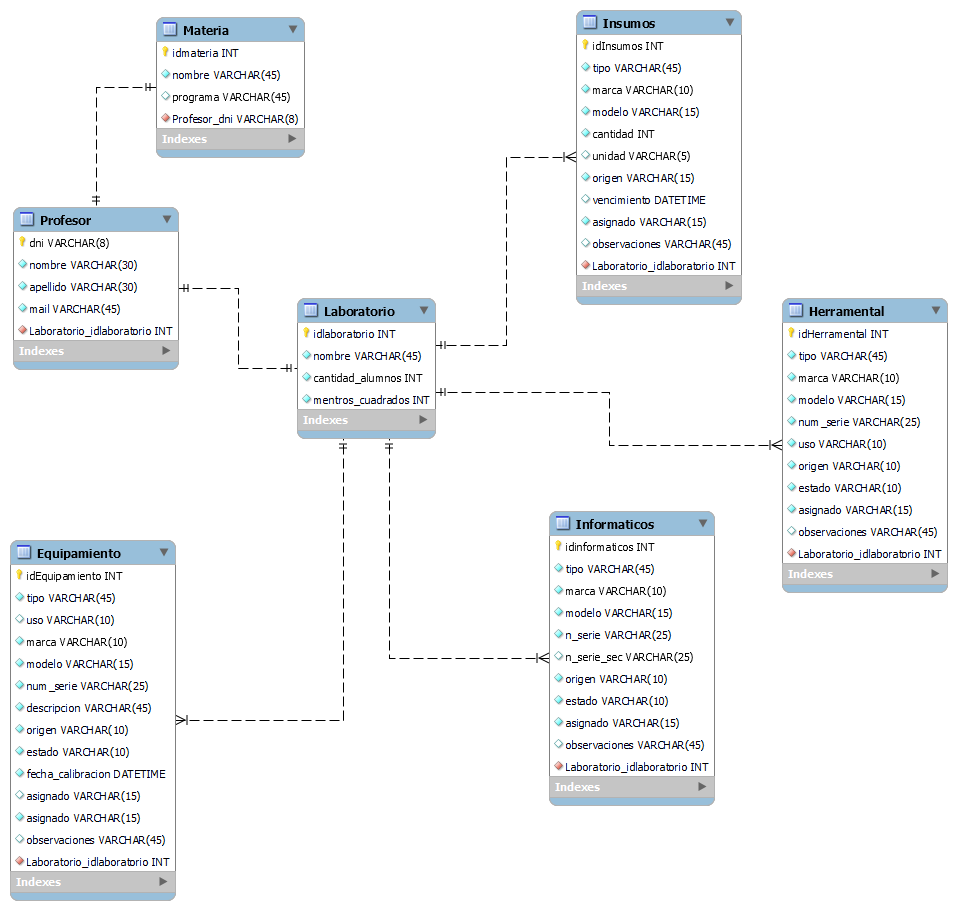 Materia
idmateria INT
nombre VARCHAR(45)
programa VARCHAR(45)
Profesor_dni VARCHAR(8)
Indexes
Insumos
idInsumos INT
tipo VARCHAR(45)
marca VARCHAR(10)
modelo VARCHAR(15)
cantidad INT
unidad VARCHAR(5)
origen VARCHAR(15)
vencimiento DATETIME
asignado VARCHAR(15)
observaciones VARCHAR(45)
Laboratorio_idlaboratorio INT
Indexes
Profesor
dni VARCHAR(8)
nombre VARCHAR(30)
apellido VARCHAR(30)
mail VARCHAR(45)
Laboratorio_idlaboratorio INT
Indexes
Laboratorio
idlaboratorio INT
nombre VARCHAR(45)
cantidad_alumnos INT
mentros_cuadrados INT
Indexes
Herramental
idHerramental INT
tipo VARCHAR(45)
marca VARCHAR(10)
modelo VARCHAR(15)
num_serie VARCHAR(25)
uso VARCHAR(10)
origen VARCHAR(10)
estado VARCHAR(10)
asignado VARCHAR(15)
observaciones VARCHAR(45)
Laboratorio_idlaboratorio INT
Indexes
Informaticos
idinformaticos INT
tipo VARCHAR(45)
marca VARCHAR(10)
modelo VARCHAR(15)
n_serie VARCHAR(25)
n_serie_sec VARCHAR(25)
origen VARCHAR(10)
estado VARCHAR(10)
asignado VARCHAR(15)
observaciones VARCHAR(45)
Laboratorio_idlaboratorio INT
Indexes
Equipamiento
idEquipamiento INT
tipo VARCHAR(45)
uso VARCHAR(10)
marca VARCHAR(10)
modelo VARCHAR(15)
num_serie VARCHAR(25)
descripcion VARCHAR(45)
origen VARCHAR(10)
estado VARCHAR(10)
fecha_calibracion DATETIME
asignado VARCHAR(15)
asignado VARCHAR(15)
observaciones VARCHAR(45)
Laboratorio_idlaboratorio INT
Indexes